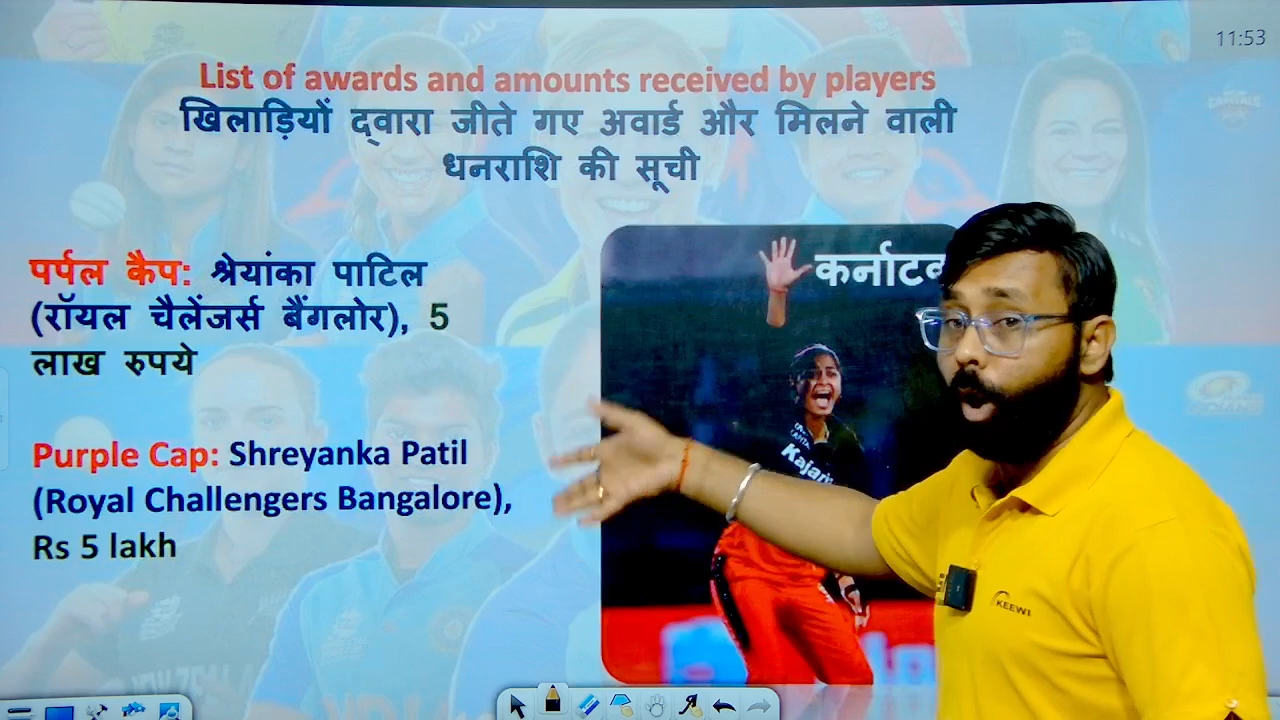 11:53
List of awards and amounts received by players
खिलाड़ियों द्वारा जीते गए अवार्ड और मिलने वाली
धनराशि की सूची
कर्नाटक
पर्पल कैप: श्रेयांका पाटिल
(रॉयल चैलेंजर्स बैंगलोर), 5
लाख रुपये
Purple Cap: Shreyanka Patil
(Royal Challengers Bangalore),
Rs 5 lakh
Kajaria
KEEWI
CAPITALS